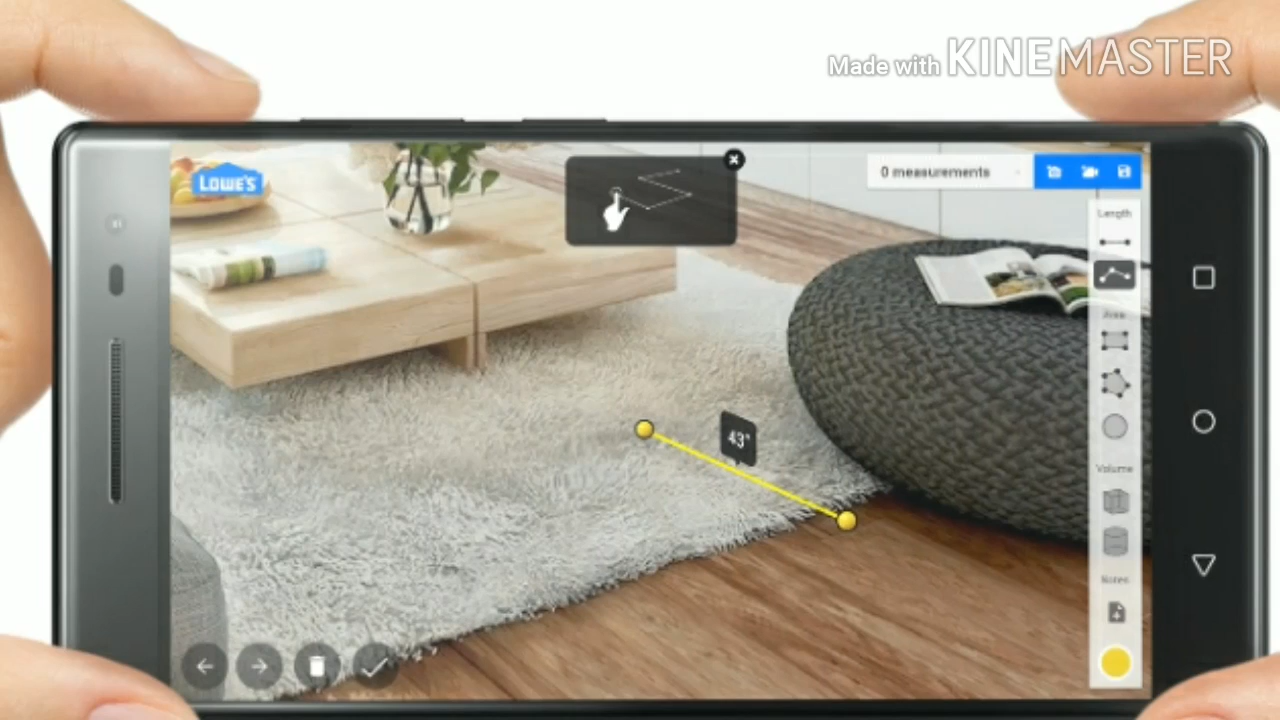 Made with KINEMASTER
LOWE'S
0 measurements
Length
Area
43"
Volume
Notes